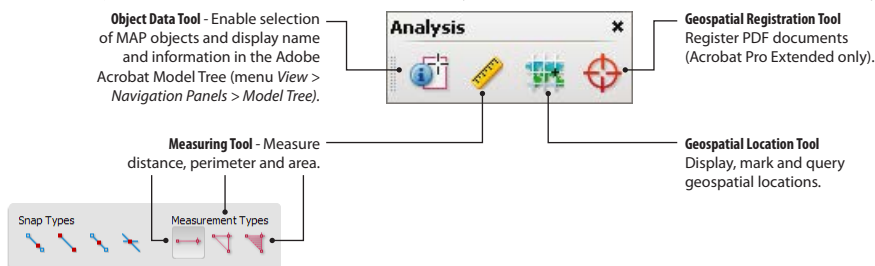 Object Data Tool - Enable selection
of MAP objects and display name
and information in the Adobe
Acrobat Model Tree (menu View >
Navigation Panels > Model Tree).
Analysis
Geospatial Registration Tool
Register PDF documents
(Acrobat Pro Extended only).
Measuring Tool - Measure
distance, perimeter and area.
Geospatial Location Tool
Display, mark and query
geospatial locations.
Snap Types
Measurement Types